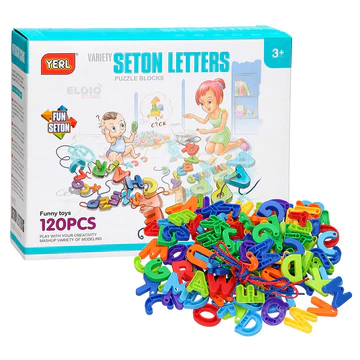 YERL
VARIETY SETON LETTERS
PUZZLE BLOCKS
3+
ELOIO
FUN
SETON
Funny toys
120PCS
PLAY WITH YOUR CREATIVITY
MASHUP VARIETY OF MODELING